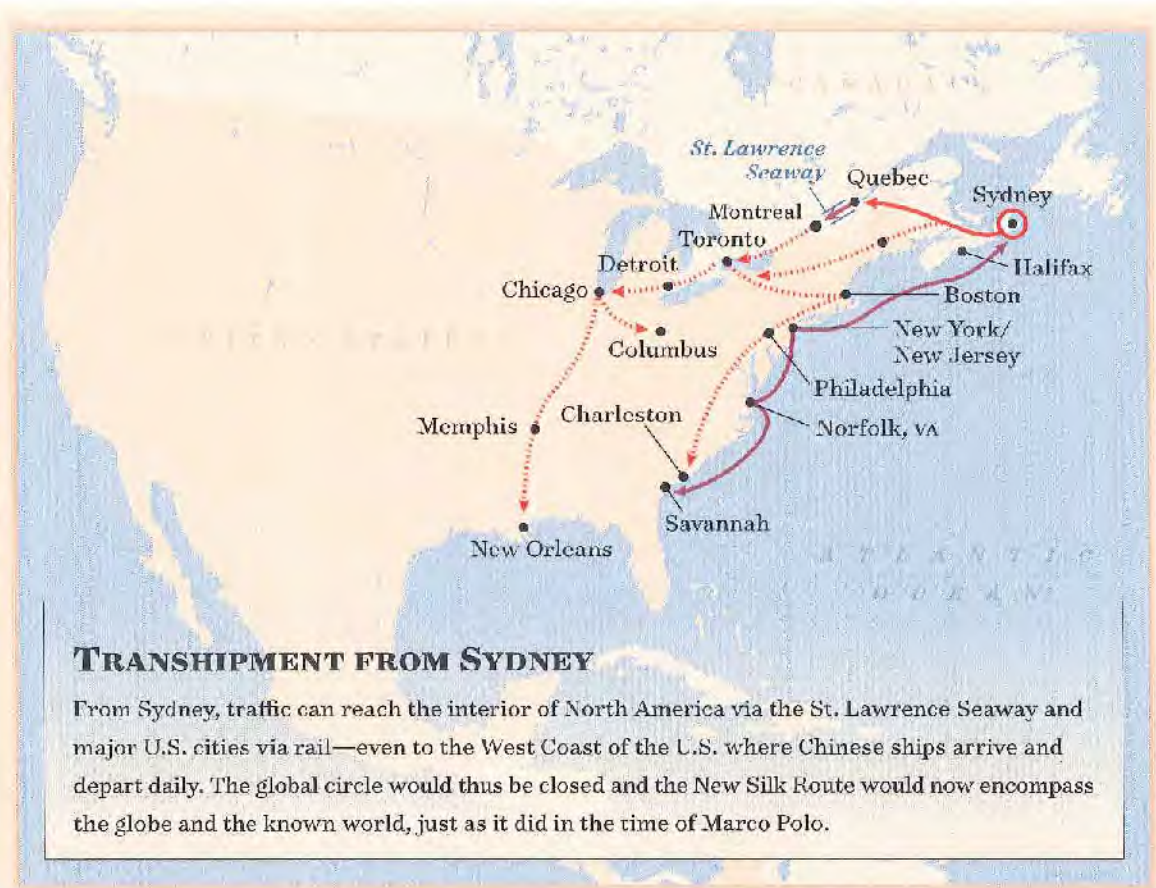 CANADA
St. Lawrence
Seaway
Quebec
Sydney
Montreal
Toronto
Detroit
Halifax
Chicago
Boston
UNITED STATES
New York/
New Jersey
Columbus
Philadelphia
Charleston
Memphis
Norfolk, VA
Savannah
New Orleans
ATLANTIC
OCEAN
TRANSHIPMENT FROM SYDNEY
From Sydney, traffic can reach the interior of North America via the St. Lawrence Seaway and
major U.S. cities via rail—even to the West Coast of the U.S. where Chinese ships arrive and
depart daily. The global circle would thus be closed and the New Silk Route would now encompass
the globe and the known world, just as it did in the time of Marco Polo.